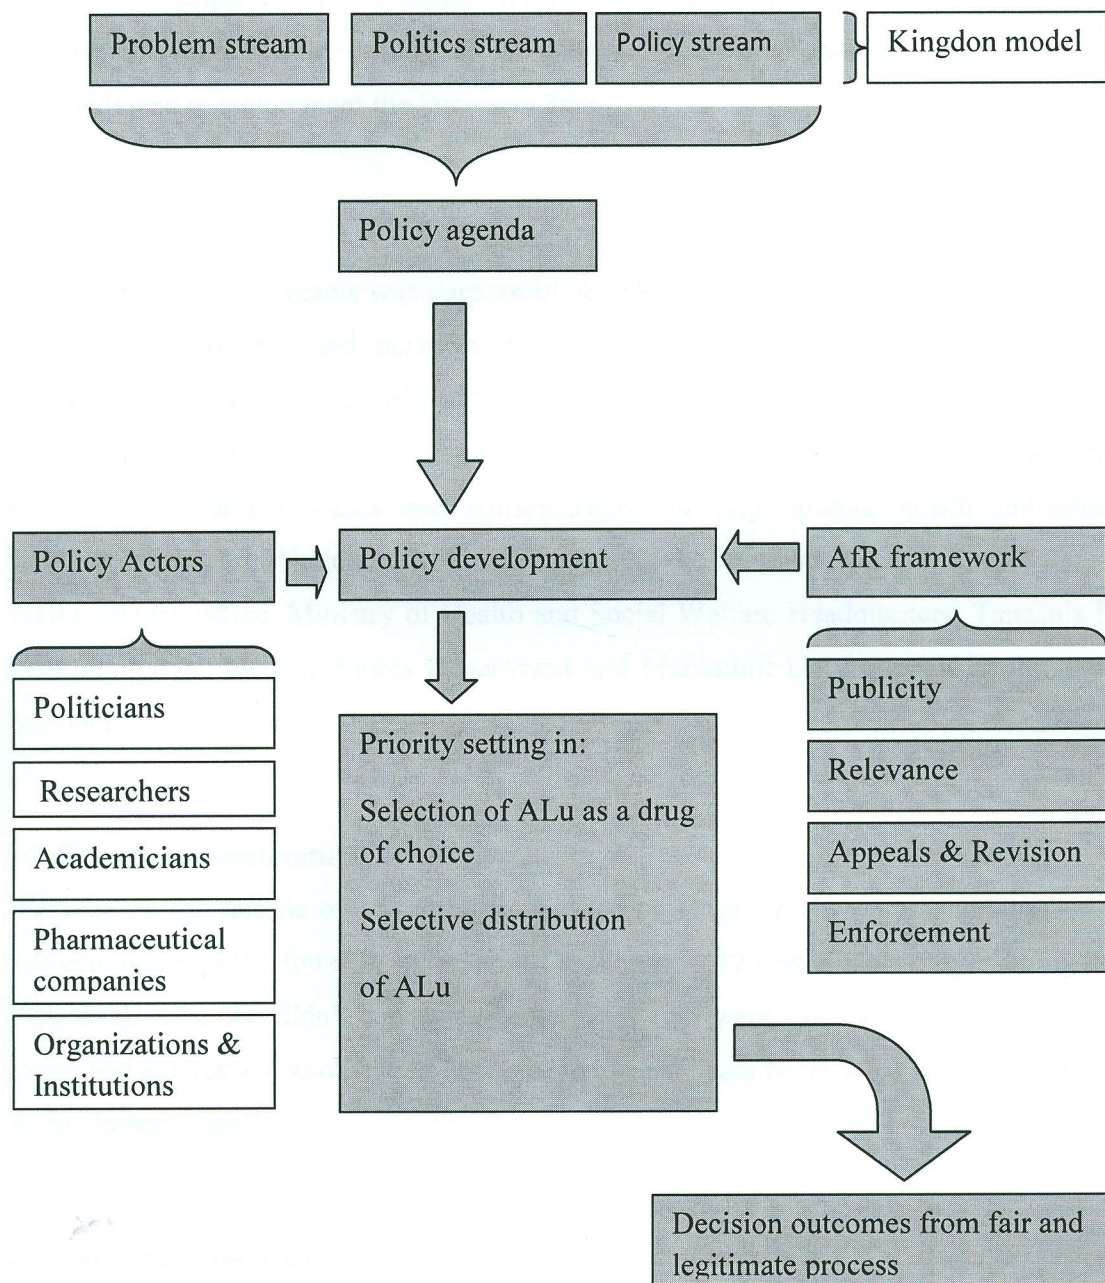 Problem stream
Politics stream
Policy stream
Kingdon model
Policy agenda
Policy Actors
Policy development
AfR framework
Politicians
Researchers
Academicians
Pharmaceutical
companies
Organizations &
Institutions
Priority setting in:
Selection of ALu as a drug
of choice
Selective distribution
of ALu
Publicity
Relevance
Appeals & Revision
Enforcement
Decision outcomes from fair and
legitimate process